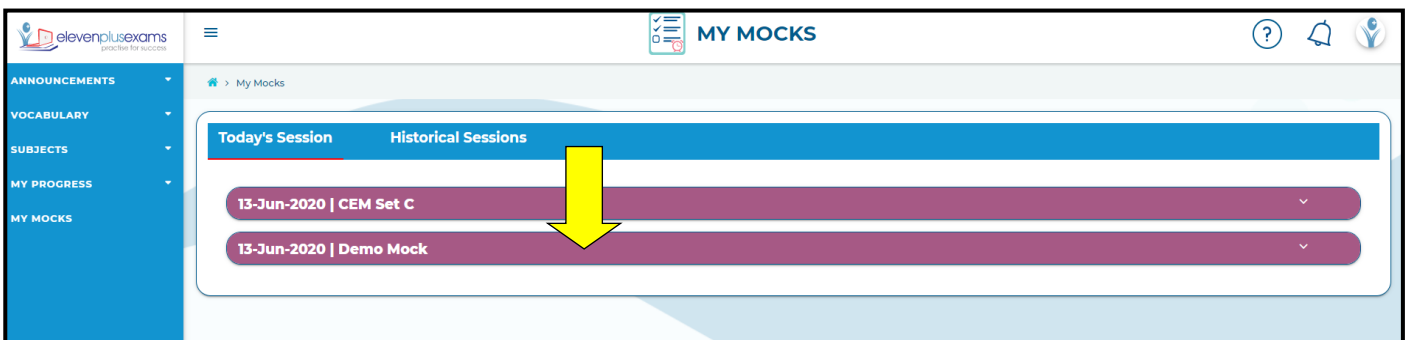 elevenplusexams
practise for success
MY MOCKS
?
ANNOUNCEMENTS
VOCABULARY
SUBJECTS
MY PROGRESS
MY MOCKS
> My Mocks
Today's Session
Historical Sessions
13-Jun-2020 | CEM Set C
13-Jun-2020 | Demo Mock